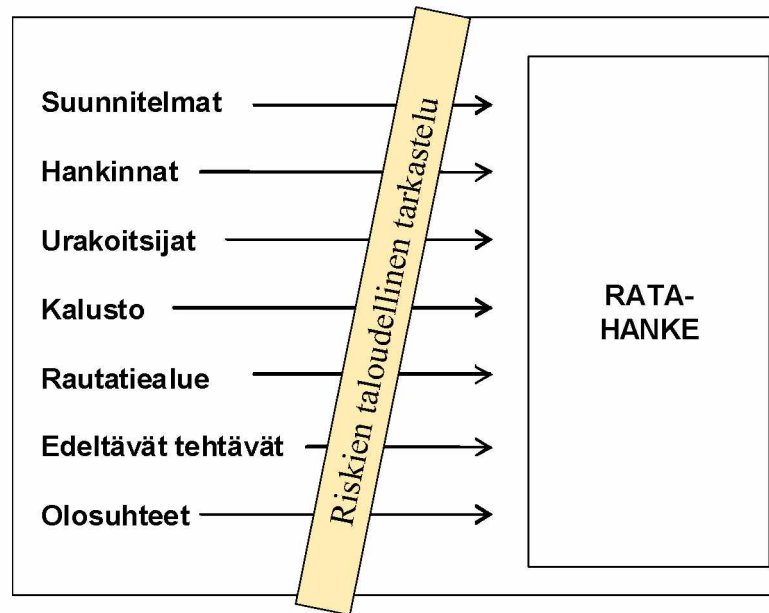 Suunnitelmat
Hankinnat
Urakoitsijat
Kalusto
Rautatiealue
Edeltävät tehtävät
Olosuhteet
Riskien taloudellinen tarkastelu
RATA-
HANKE